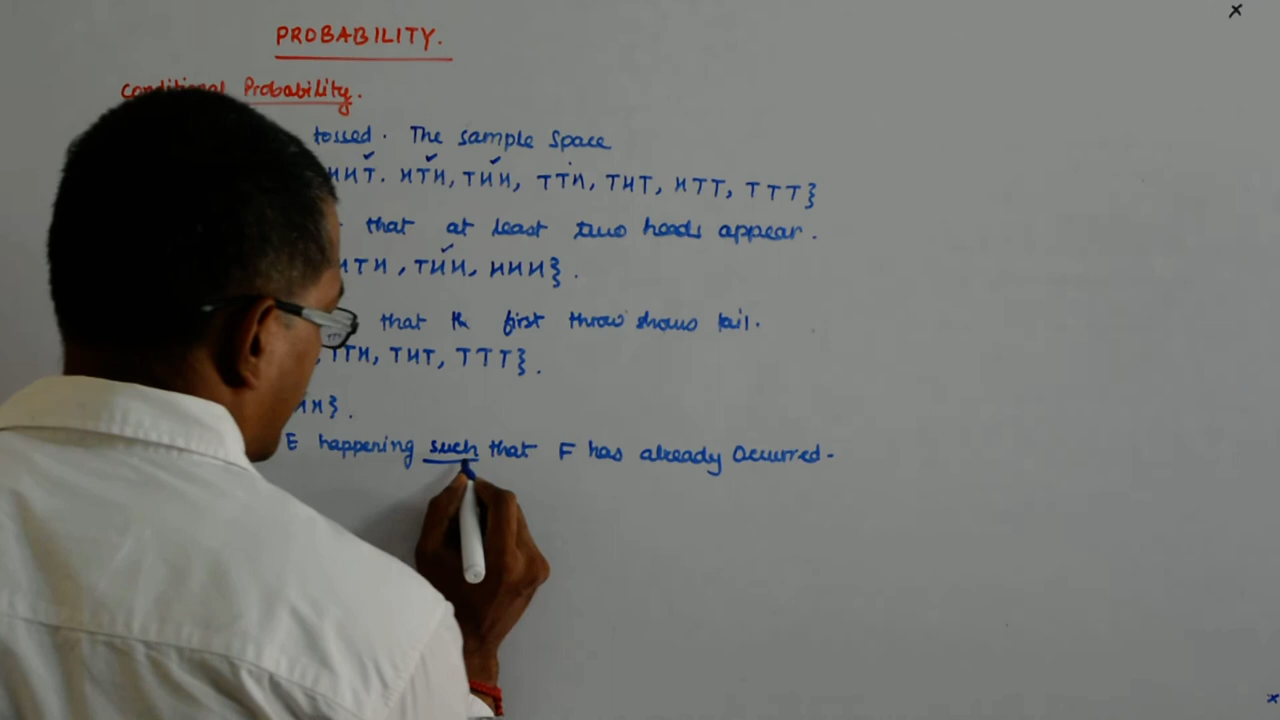 PROBABILITY.
Conditional Probability.
tossed. The sample space
HHT. HTH, THH, TTH, THT, HTT, TTT}
that at least two heads appear.
HTH, THH, HHH}.
that the first throw shows tail.
, TTH, THT, TTT}.
H}.
E happening such that F has already occurred-